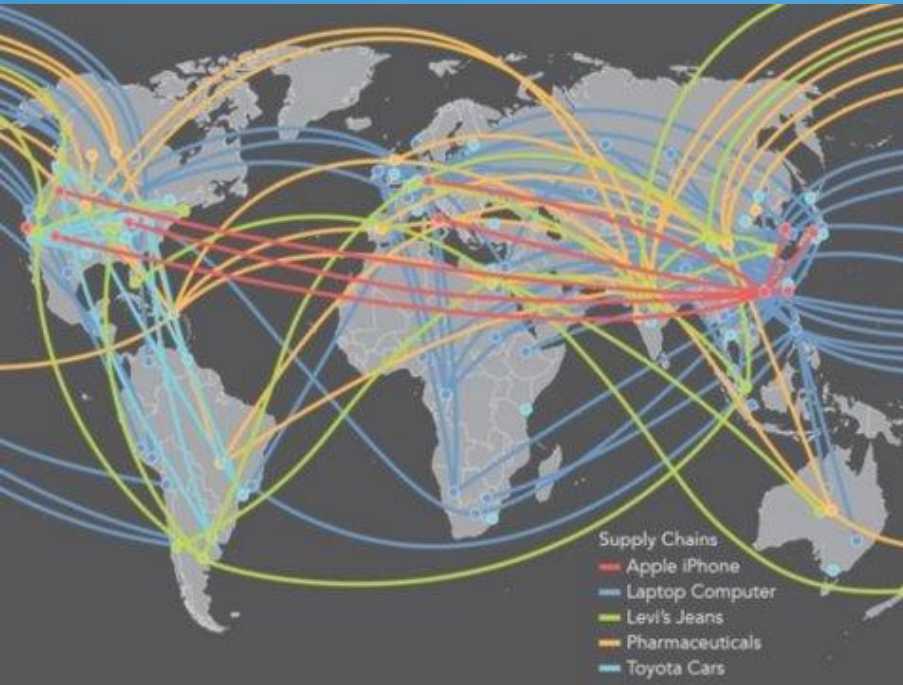 Supply Chains
Apple iPhone
Laptop Computer
Levi's Jeans
Pharmaceuticals
Toyota Cars